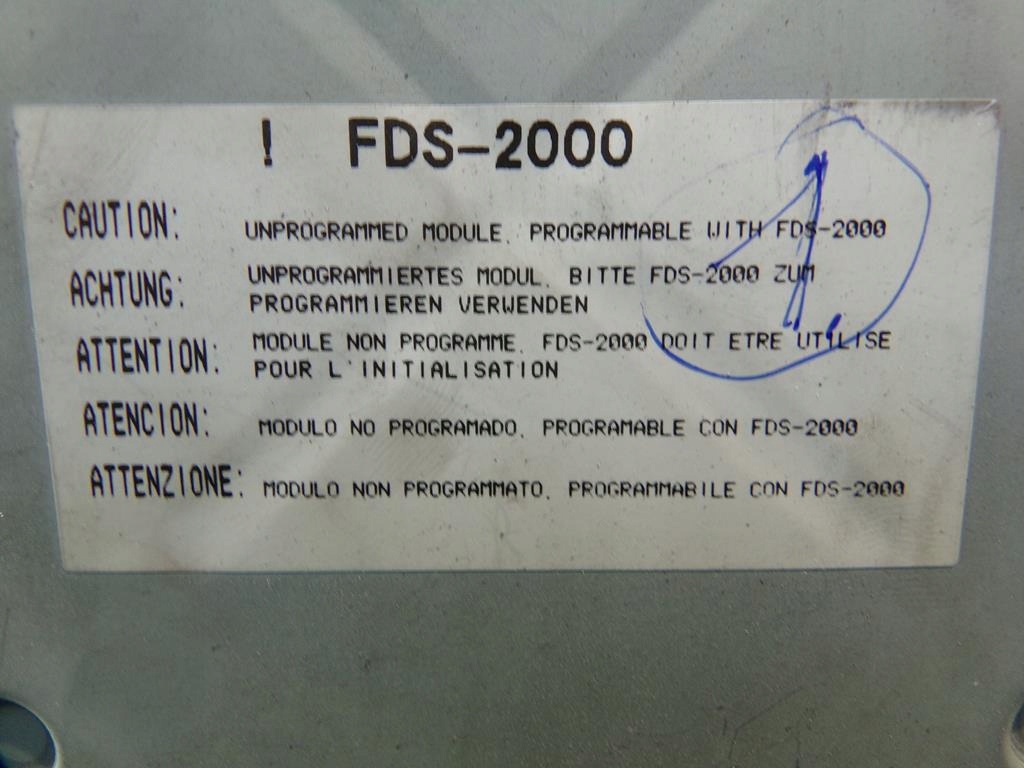 ! FDS-2000
CAUTION: UNPROGRAMMED MODULE. PROGRAMMABLE WITH FDS-2000
ACHTUNG: UNPROGRAMMIERTES MODUL. BITTE FDS-2000 ZUM
PROGRAMMIEREN VERWENDEN
ATTENTION: MODULE NON PROGRAMME. FDS-2000 DOIT ETRE UTILISE
POUR L'INITIALISATION
ATENCION: MODULO NO PROGRAMADO. PROGRAMABLE CON FDS-2000
ATTENZIONE: MODULO NON PROGRAMMATO. PROGRAMMABILE CON FDS-2000
1